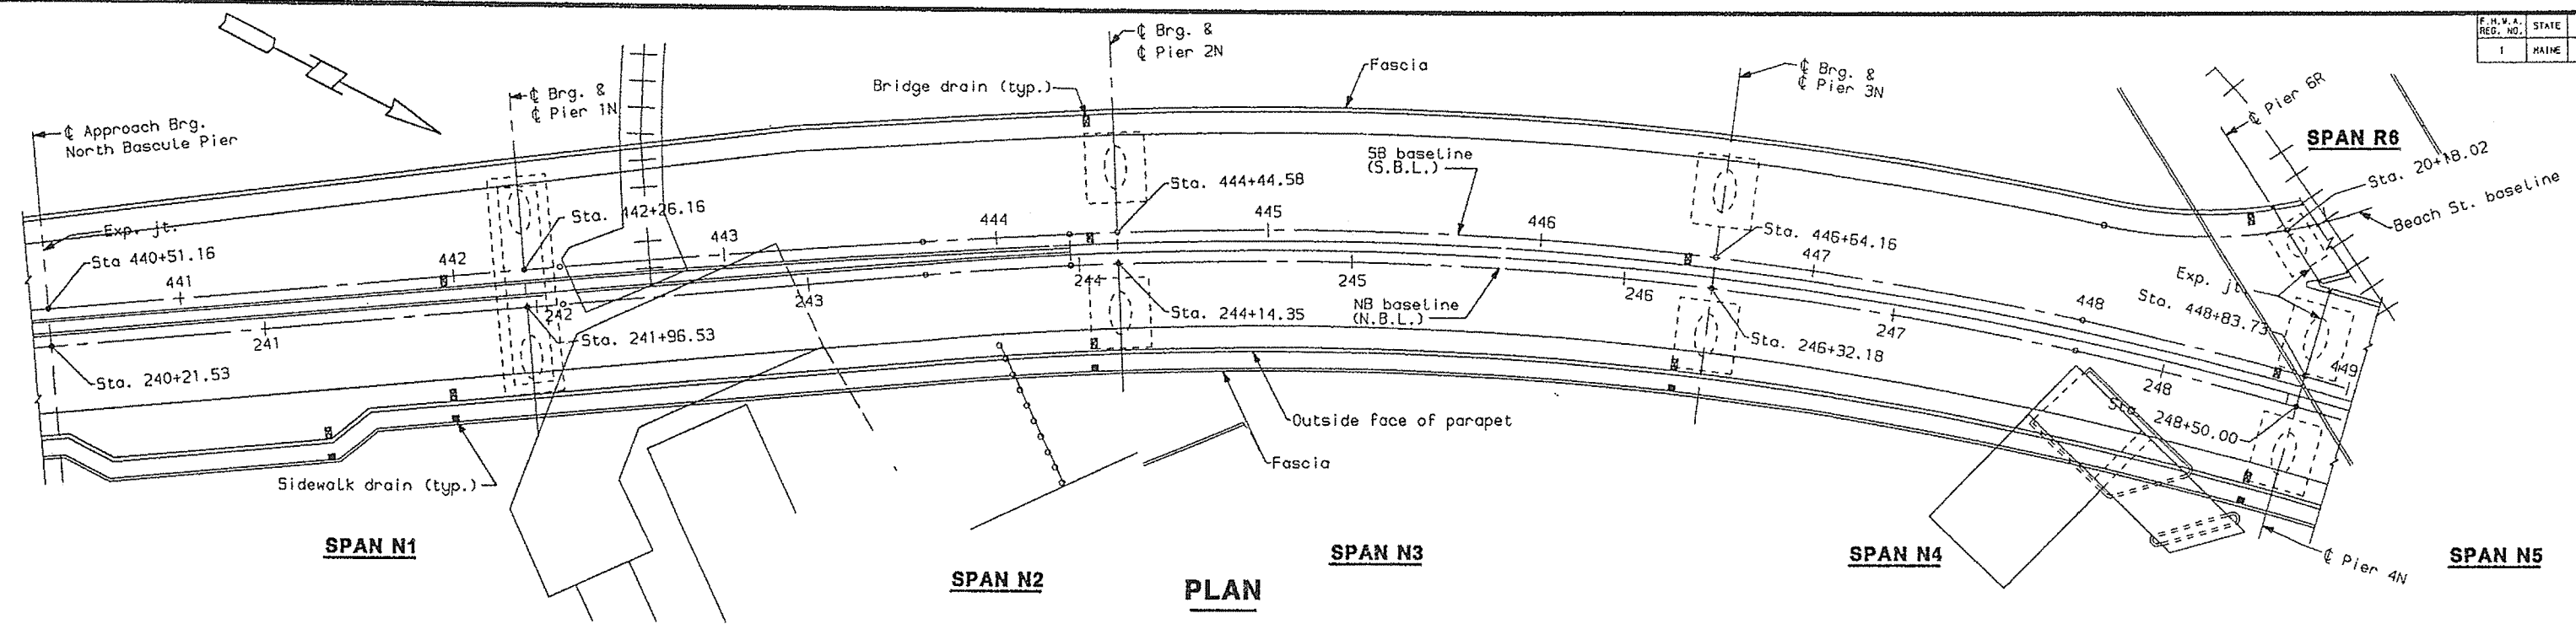 F.H.W.A. REG. NO. STATE
1 MAINE
℄ Brg. &
℄ Pier 2N
Fascia
Bridge drain (typ.)
℄ Brg. &
℄ Pier 3N
℄ Brg. &
℄ Pier 1N
℄ Approach Brg.
North Bascule Pier
℄ Pier 6R
SPAN R6
SB baseline
(S.B.L.)
Sta. 20+18.02
Beach St. baseline
Sta. 444+44.58
Sta. 442+26.16
Exp. jt.
Sta 440+51.16
441
442
443
444
445
446
447
448
449
Sta. 446+64.16
Exp. jt.
Sta. 448+83.73
241
242
243
244
245
246
247
248
NB baseline
(N.B.L.)
Sta. 244+14.35
Sta. 241+96.53
Sta. 240+21.53
Sta. 246+32.18
Sta. 248+50.00
Outside face of parapet
Fascia
Sidewalk drain (typ.)
℄ Pier 4N
SPAN N1
SPAN N2
SPAN N3
SPAN N4
SPAN N5
PLAN